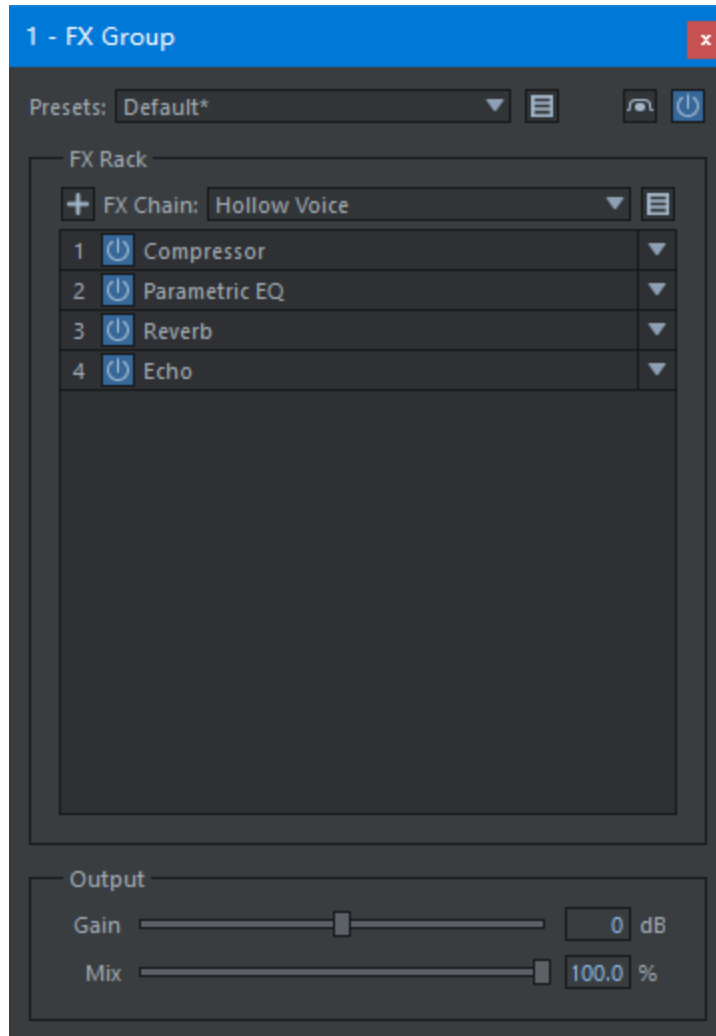 1 - FX Group
x
Presets: Default*
FX Rack
FX Chain: Hollow Voice
1 Compressor
2 Parametric EQ
3 Reverb
4 Echo
Output
Gain 0 dB
Mix 100.0 %